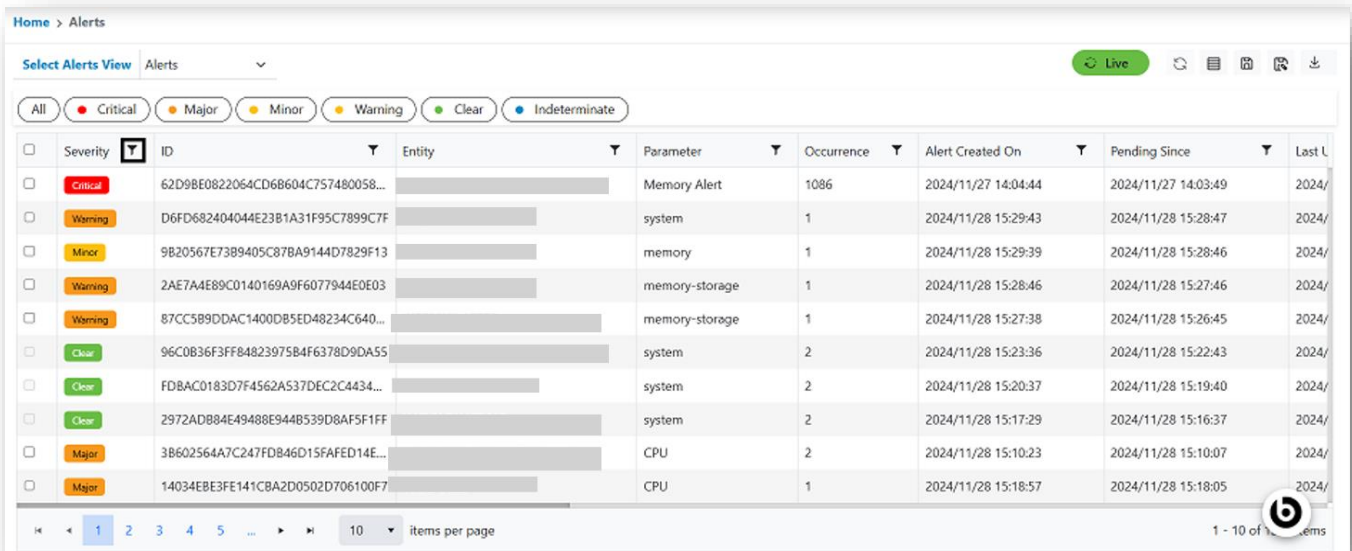 Home > Alerts
Select Alerts View Alerts Live
All Critical Major Minor Warning Clear Indeterminate
Severity ID Entity Parameter Occurrence Alert Created On Pending Since Last
Critical 62D9BE0822064CD6B604C757480058... Memory Alert 1086 2024/11/27 14:04:44 2024/11/27 14:03:49 2024/
Warning D6FD682404044E23B1A31F95C7899C7F system 1 2024/11/28 15:29:43 2024/11/28 15:28:47 2024/
Minor 9B20567E73B9405C87BA9144D7829F13 memory 1 2024/11/28 15:29:39 2024/11/28 15:28:46 2024/
Warning 2AE7A4E89C0140169A9F6077944E0E03 memory-storage 1 2024/11/28 15:28:46 2024/11/28 15:27:46 2024/
Warning 87CC5B9DDAC1400DB5ED48234C640... memory-storage 1 2024/11/28 15:27:38 2024/11/28 15:26:45 2024/
Clear 96C0B36F3FF84823975B4F6378D9DA55 system 2 2024/11/28 15:23:36 2024/11/28 15:22:43 2024/
Clear FDBAC0183D7F4562A537DEC2C4434... system 2 2024/11/28 15:20:37 2024/11/28 15:19:40 2024/
Clear 2972ADB84E49488E944B539D8AF5F1FF system 2 2024/11/28 15:17:29 2024/11/28 15:16:37 2024/
Major 3B602564A7C247FDB46D15FAFED14E... CPU 2 2024/11/28 15:10:23 2024/11/28 15:10:07 2024/
Major 14034EBE3FE141CBA2D0502D706100F7 CPU 1 2024/11/28 15:18:57 2024/11/28 15:18:05 2024/
1 2 3 4 5 ... 10 items per page 1 - 10 of